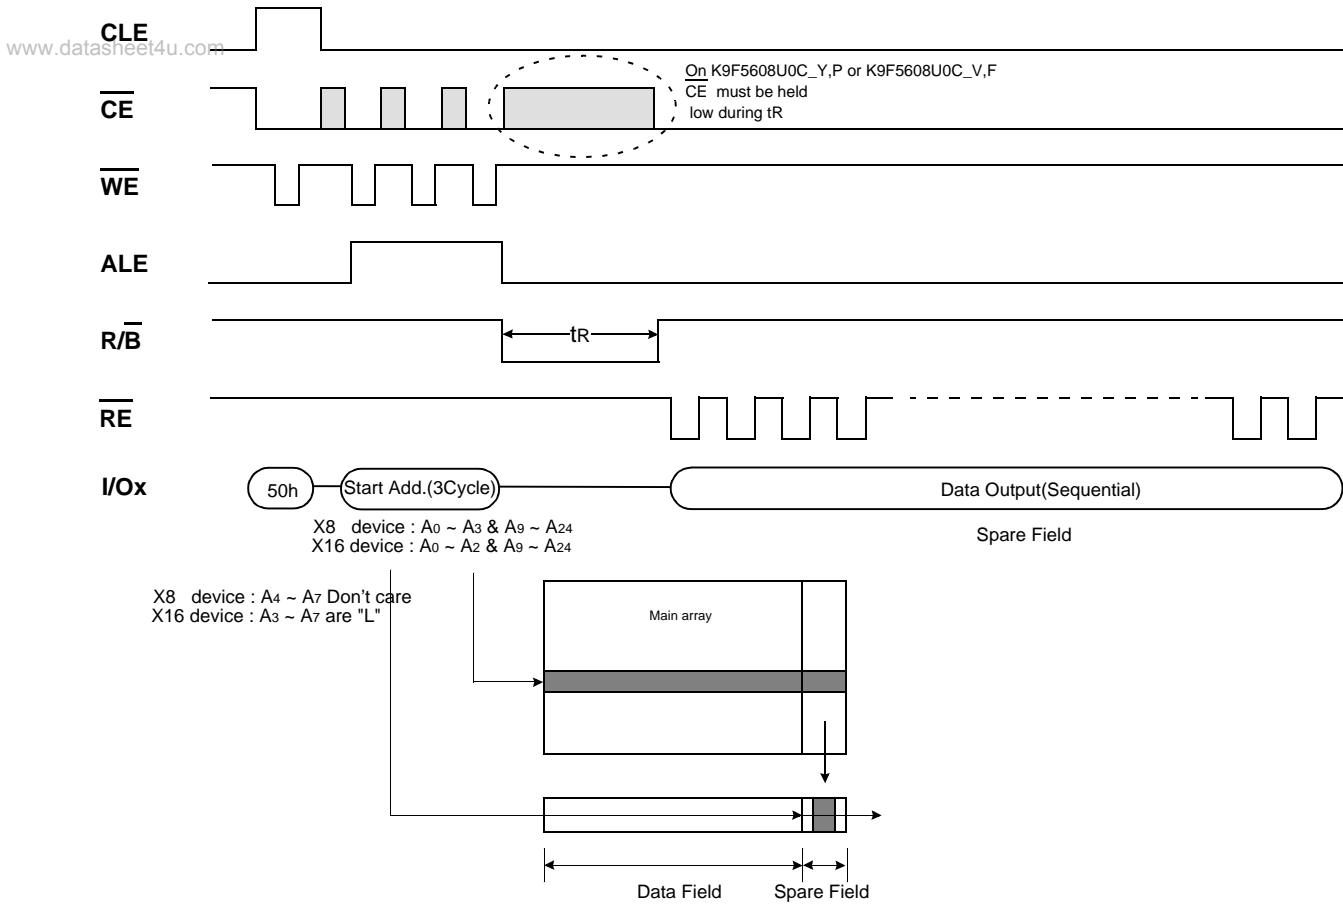 CLE
www.datasheet4u.com
On K9F5608U0C_Y,P or K9F5608U0C_V,F
CE must be held
low during tR
CE
WE
ALE
R/B
tR
RE
I/Ox
50h
Start Add.(3Cycle)
Data Output(Sequential)
X8 device : A0 ~ A3 & A9 ~ A24
X16 device : A0 ~ A2 & A9 ~ A24
Spare Field
X8 device : A4 ~ A7 Don't care
X16 device : A3 ~ A7 are "L"
Main array
Data Field
Spare Field